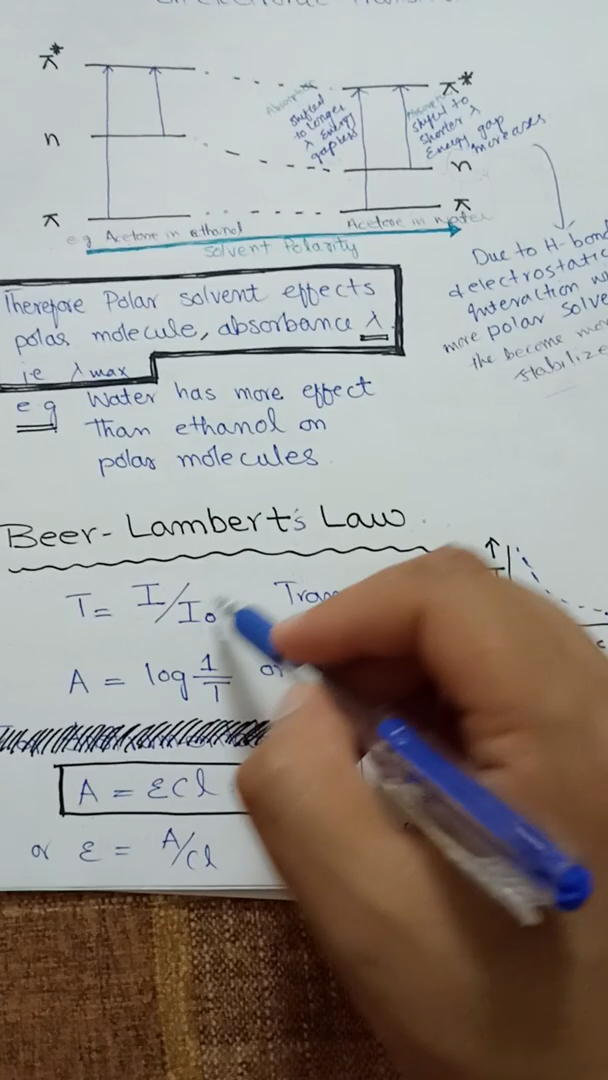 π*
n
π
Shifted
to longer
λ Energy
gap less
Shifted to
Shorter λ
Energy gap
increases
π*
n
π
e.g Acetone in ethanol
Acetone in water
Solvent Polarity
Due to H-bond
electrostatic
interaction
more polar Solve
the become mo
stabilize
Therefore Polar solvent effects
polar molecule, absorbance λ
ie λmax
e g Water has more effect
Than ethanol on
polar molecules.
Beer-Lambert's Law
T = I/I₀ Tran
A = log 1/T or
A = εCl
or ε = A/Cl